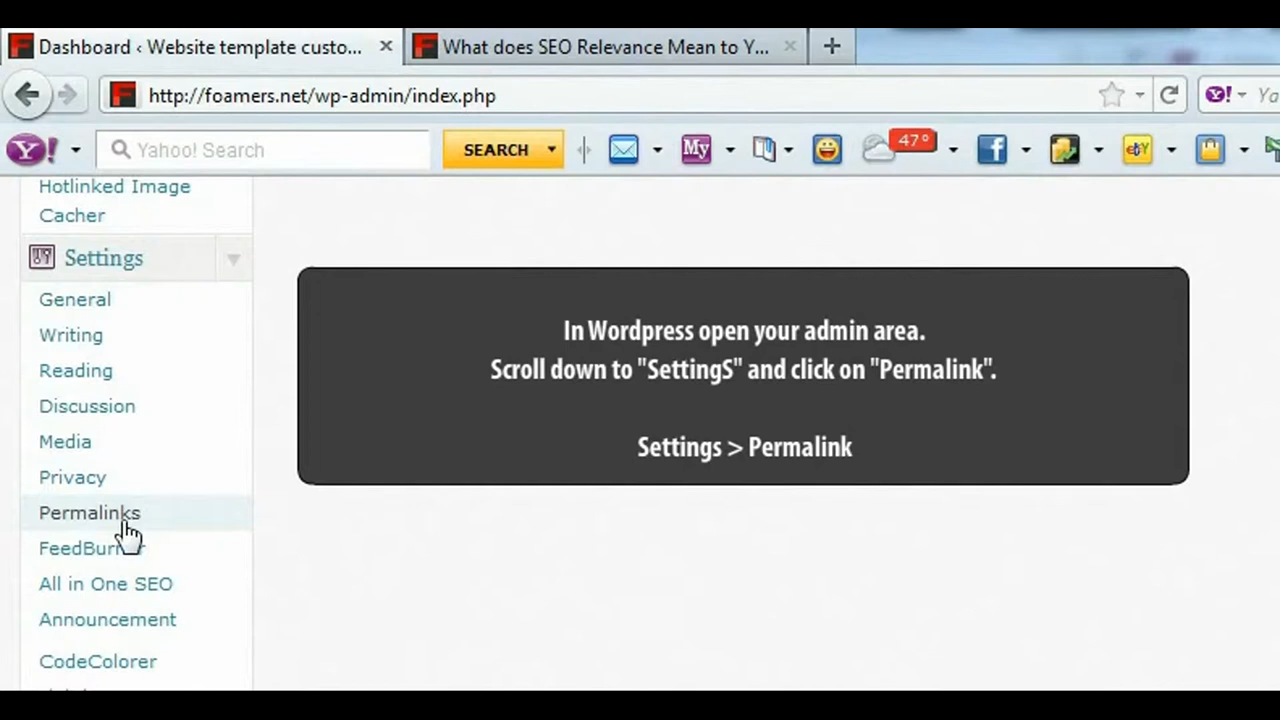 Dashboard ‹ Website template custo...
What does SEO Relevance Mean to Y...
http://foamers.net/wp-admin/index.php
Y!
Yahoo! Search
SEARCH
My
47°
ebY
Hotlinked Image
Cacher
Settings
General
Writing
Reading
Discussion
Media
Privacy
Permalinks
FeedBurner
All in One SEO
Announcement
CodeColorer
In Wordpress open your admin area.
Scroll down to "SettingS" and click on "Permalink".
Settings > Permalink